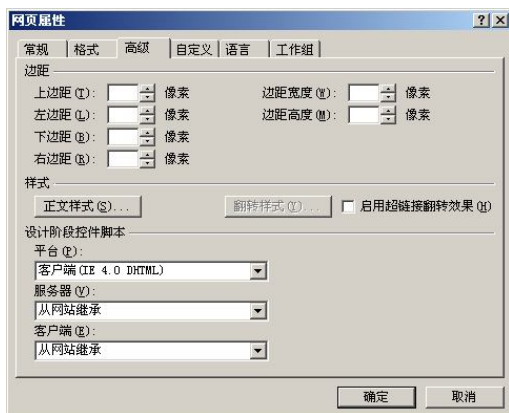 网页属性
常规 格式 高级 自定义 语言 工作组
边距
上边距(T): 像素 边距宽度(W): 像素
左边距(L): 像素 边距高度(M): 像素
下边距(B): 像素
右边距(R): 像素
样式
正文样式(S)... 翻转样式(Y)... 启用超链接翻转效果(H)
设计阶段控件脚本
平台(P):
客户端(IE 4.0 DHTML)
服务器(V):
从网站继承
客户端(E):
从网站继承
确定 取消